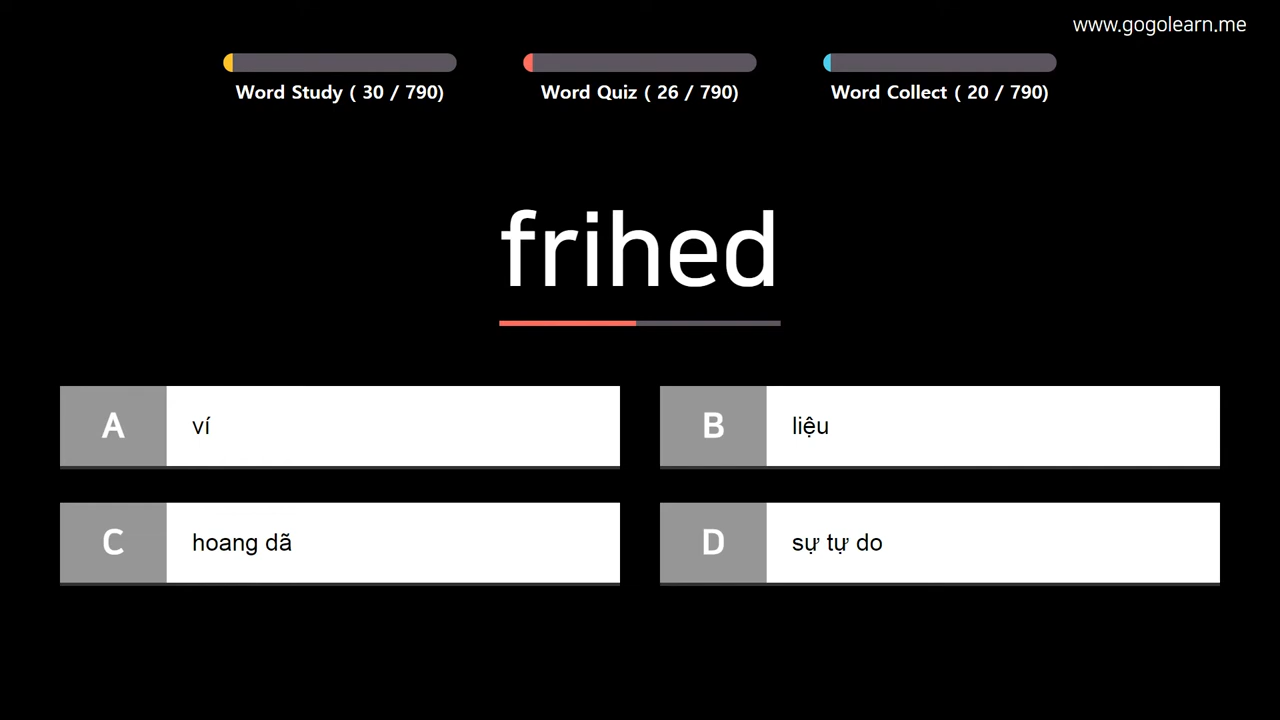 www.gogolearn.me
Word Study ( 30 / 790)
Word Quiz ( 26 / 790)
Word Collect ( 20 / 790)
frihed
A ví
B liệu
C hoang dã
D sự tự do